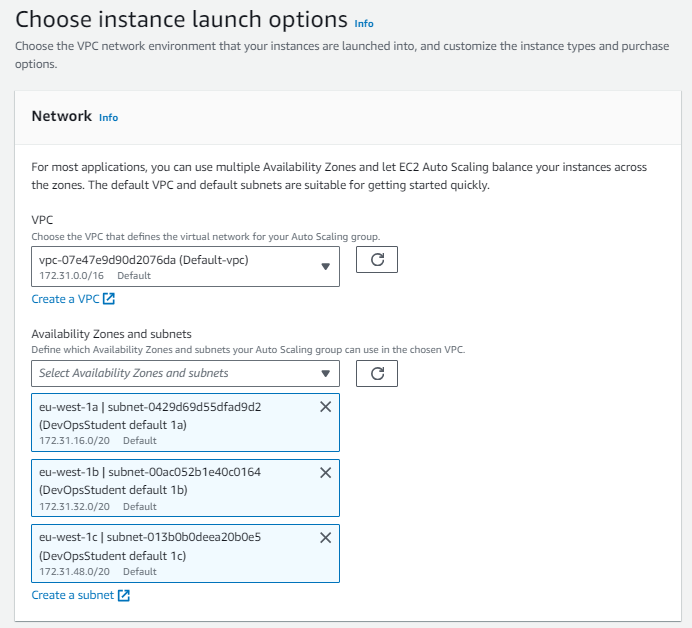 Choose instance launch options Info
Choose the VPC network environment that your instances are launched into, and customize the instance types and purchase
options.
Network Info
For most applications, you can use multiple Availability Zones and let EC2 Auto Scaling balance your instances across
the zones. The default VPC and default subnets are suitable for getting started quickly.
VPC
Choose the VPC that defines the virtual network for your Auto Scaling group.
vpc-07e47e9d90d2076da (Default-vpc)
172.31.0.0/16 Default
Create a VPC
Availability Zones and subnets
Define which Availability Zones and subnets your Auto Scaling group can use in the chosen VPC.
Select Availability Zones and subnets
eu-west-1a | subnet-0429d69d55dfad9d2
(DevOpsStudent default 1a)
172.31.16.0/20 Default
eu-west-1b | subnet-00ac052b1e40c0164
(DevOpsStudent default 1b)
172.31.32.0/20 Default
eu-west-1c | subnet-013b0b0deea20b0e5
(DevOpsStudent default 1c)
172.31.48.0/20 Default
Create a subnet